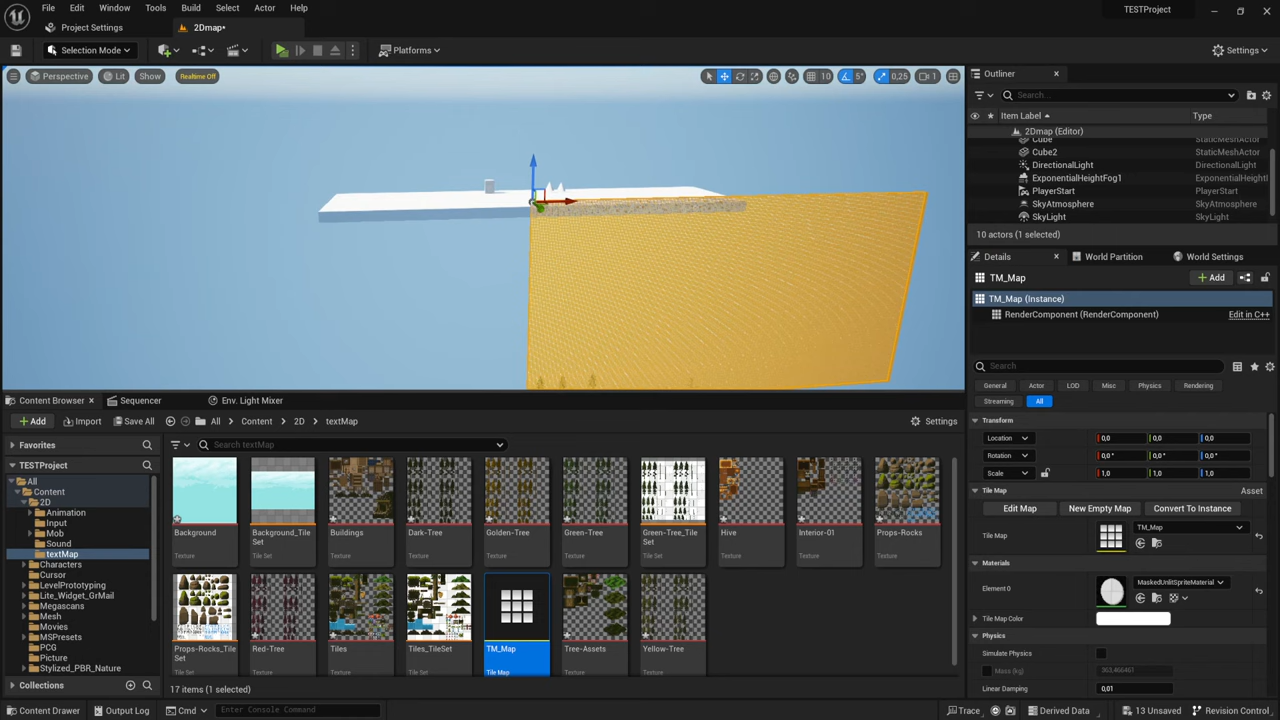 File Edit Window Tools Build Select Actor Help
TESTProject
Project Settings
2Dmap•
Selection Mode
Platforms
Settings
Perspective
Lit
Show
Realtime Off
10
5°
0,25
1
Outliner
Search...
Item Label
Type
2Dmap (Editor)
Cube StaticMeshActor
Cube2 StaticMeshActor
DirectionalLight DirectionalLight
ExponentialHeightFog1 ExponentialHeightF
PlayerStart PlayerStart
SkyAtmosphere SkyAtmosphere
SkyLight SkyLight
10 actors (1 selected)
Details
World Partition
World Settings
TM_Map
Add
TM_Map (Instance)
RenderComponent (RenderComponent) Edit in C++
Search
General Actor LOD Misc Physics Rendering
Streaming All
Transform
Location 0,0 0,0 0,0
Rotation 0,0 ° 0,0 ° 0,0 °
Scale 1,0 1,0 1,0
Tile Map Asset
Edit Map New Empty Map Convert To Instance
Tile Map TM_Map
Materials
Element 0 MaskedUnlitSpriteMaterial
Tile Map Color
Physics
Simulate Physics
Mass (kg) 363,466461
Linear Damping 0,01
Content Browser
Sequencer
Env. Light Mixer
Add Import Save All
All Content 2D textMap
Settings
Favorites
TESTProject
All
Content
2D
Animation
Input
Mob
Sound
textMap
Characters
Cursor
LevelPrototyping
Lite_Widget_GrMail
Megascans
Mesh
Movies
MSPresets
PCG
Picture
Stylized_PBR_Nature
Collections
Search textMap
Background
Texture
Background_Tile
Set
Tile Set
Buildings
Texture
Dark-Tree
Texture
Golden-Tree
Texture
Green-Tree
Texture
Green-Tree_Tile
Set
Tile Set
Hive
Texture
Interior-01
Texture
Props-Rocks
Texture
Props-Rocks_Tile
Set
Tile Set
Red-Tree
Texture
Tiles
Texture
Tiles_TileSet
Tile Set
TM_Map
Tile Map
Tree-Assets
Texture
Yellow-Tree
Texture
17 items (1 selected)
Content Drawer
Output Log
Cmd
Enter Console Command
Trace
Derived Data
13 Unsaved
Revision Control